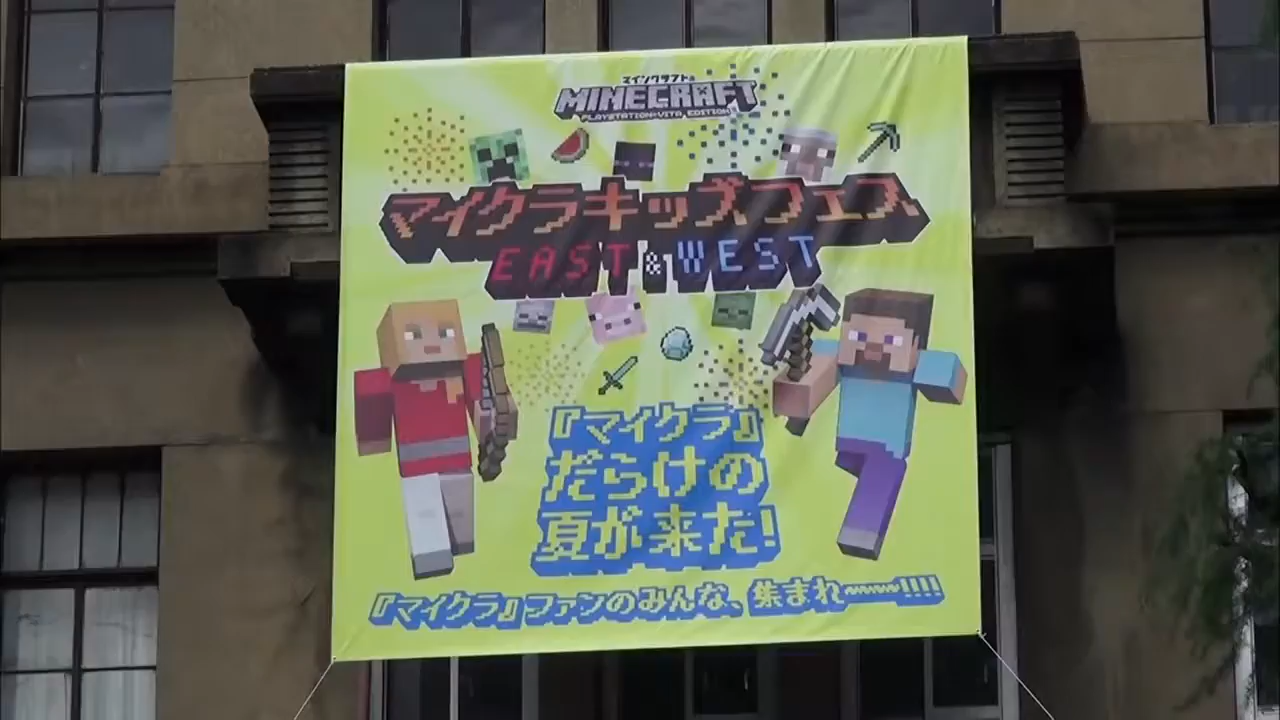 マインクラフト
MINECRAFT
PLAYSTATION®VITA EDITION
マイクラキッズフェス
EAST&WEST
『マイクラ』
だらけの
夏が来た!
『マイクラ』ファンのみんな、集まれ~~~!!!!